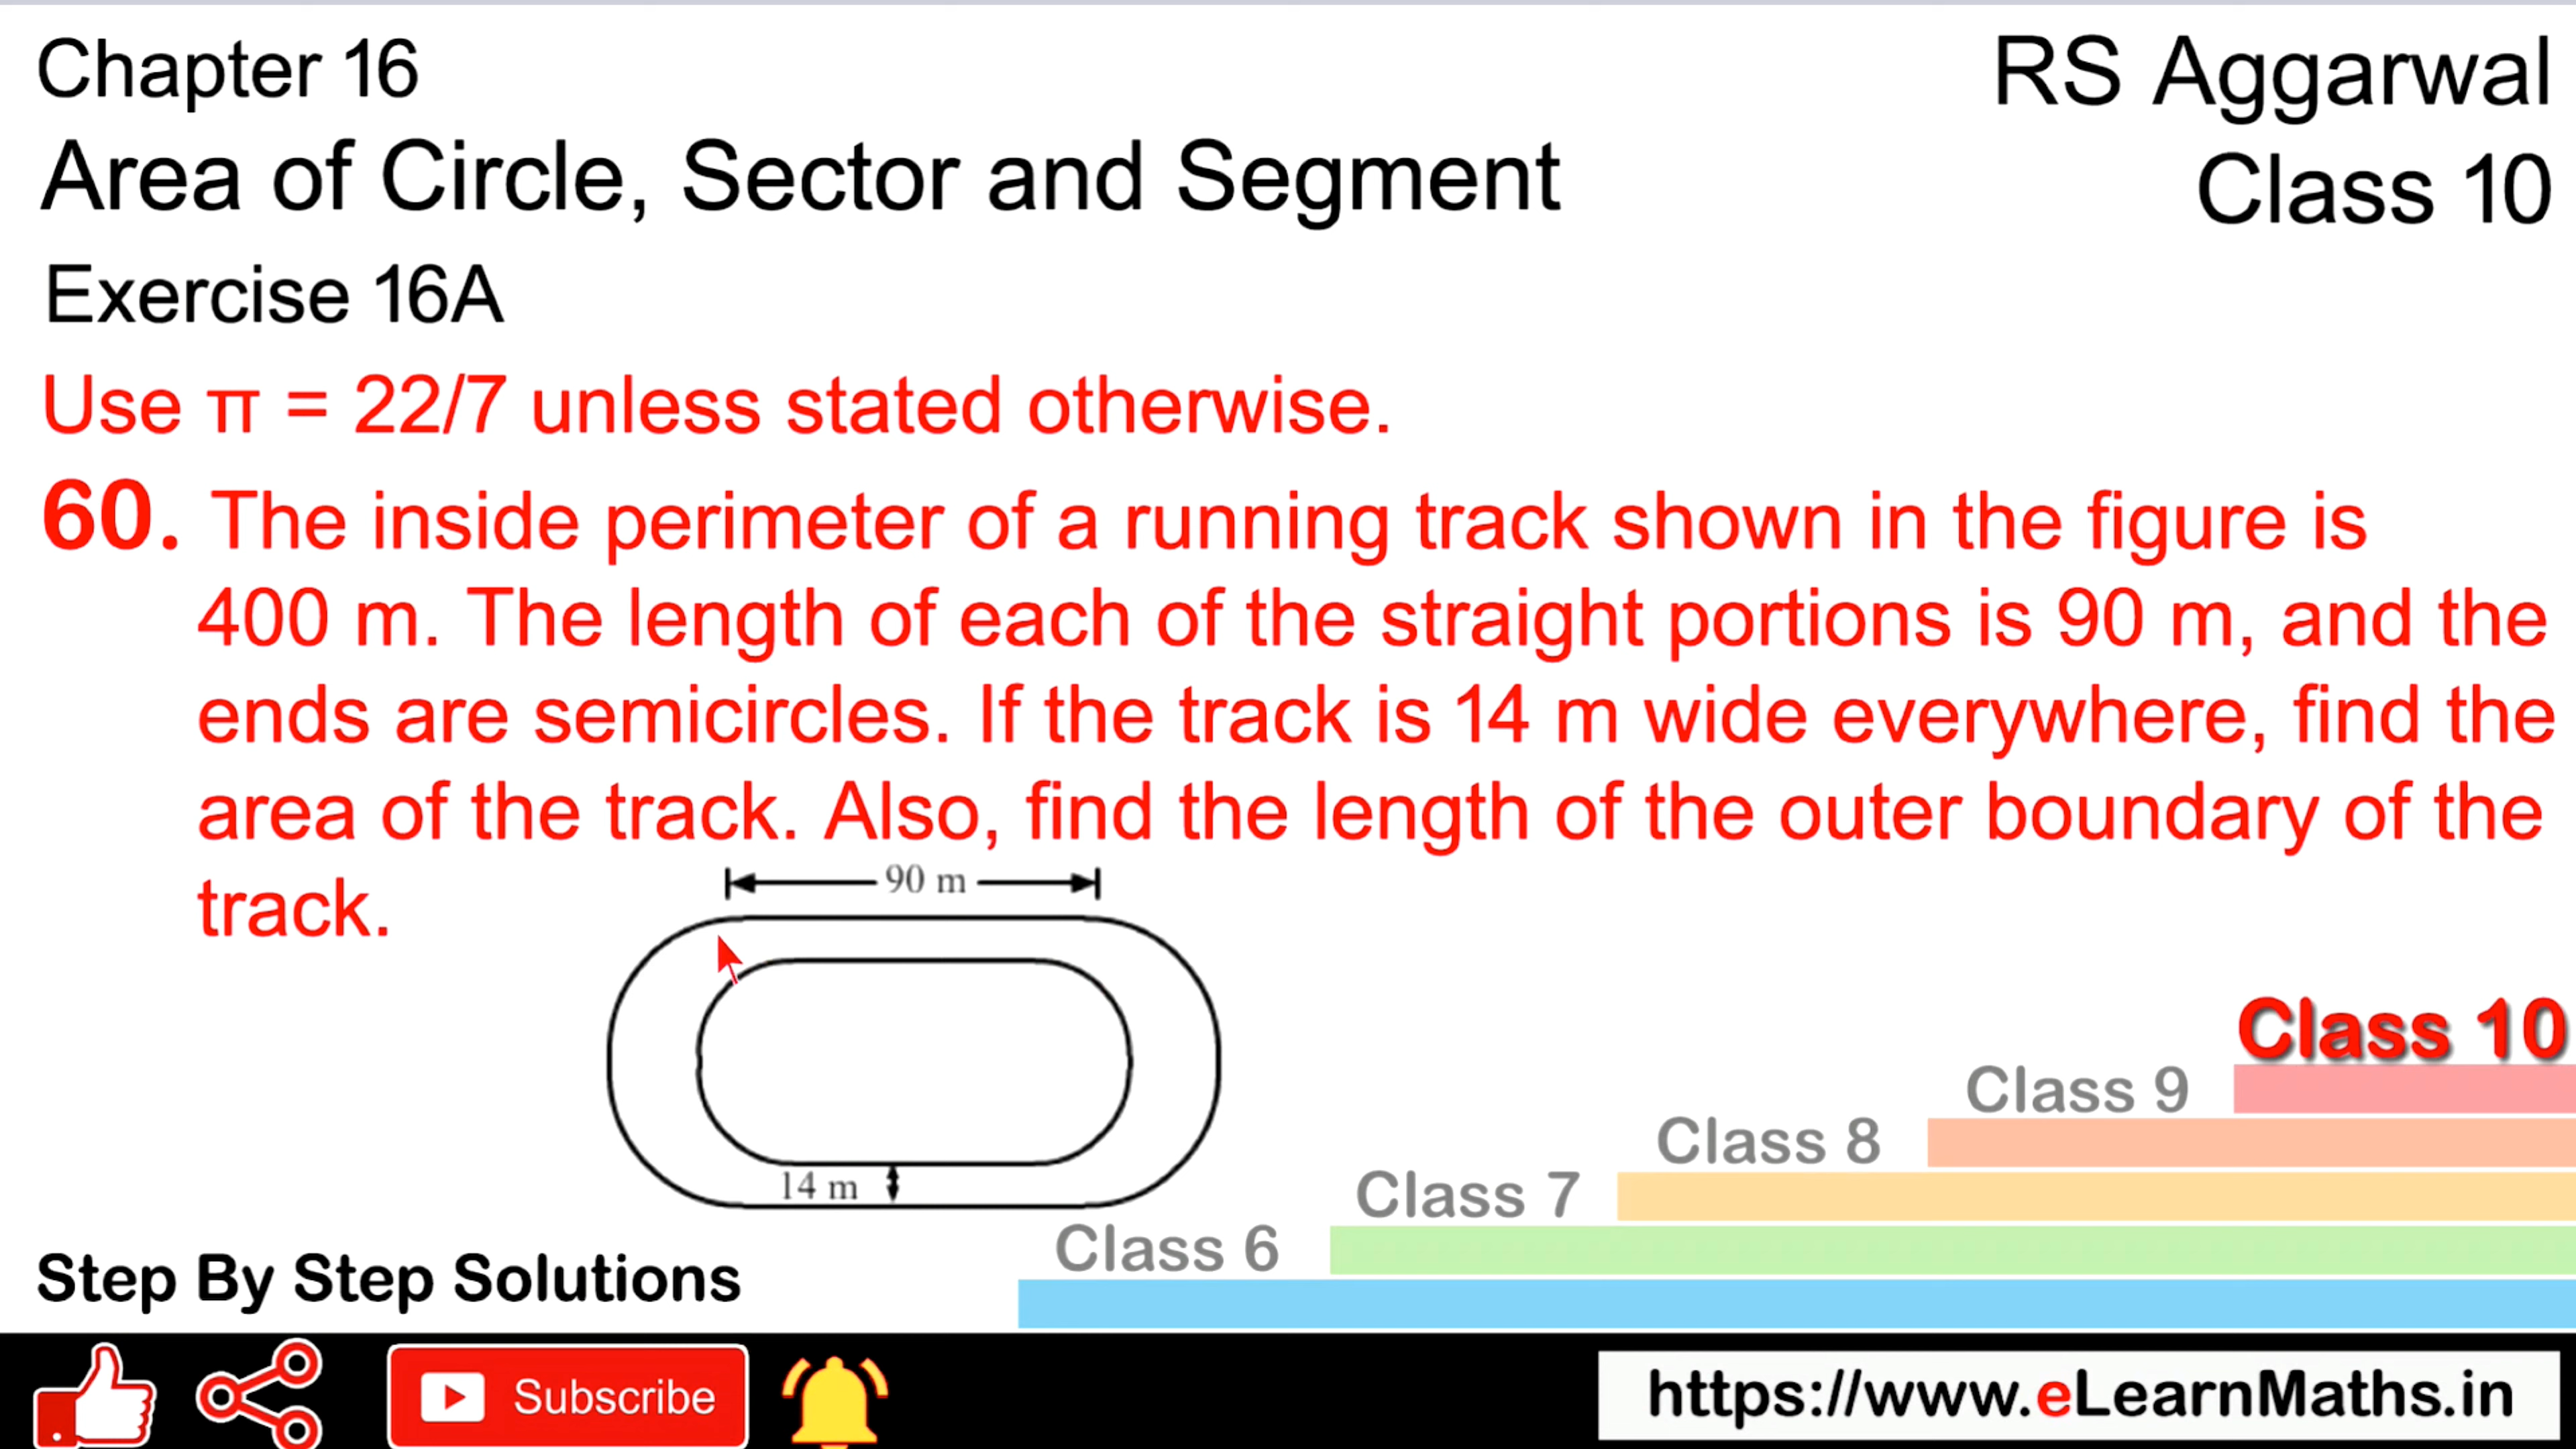 Chapter 16
RS Aggarwal
Area of Circle, Sector and Segment
Class 10
Exercise 16A
Use π = 22/7 unless stated otherwise.
60. The inside perimeter of a running track shown in the figure is
400 m. The length of each of the straight portions is 90 m, and the
ends are semicircles. If the track is 14 m wide everywhere, find the
area of the track. Also, find the length of the outer boundary of the
track.
90 m
14 m
Class 10
Class 9
Class 8
Class 7
Class 6
Step By Step Solutions
Subscribe
https://www.eLearnMaths.in